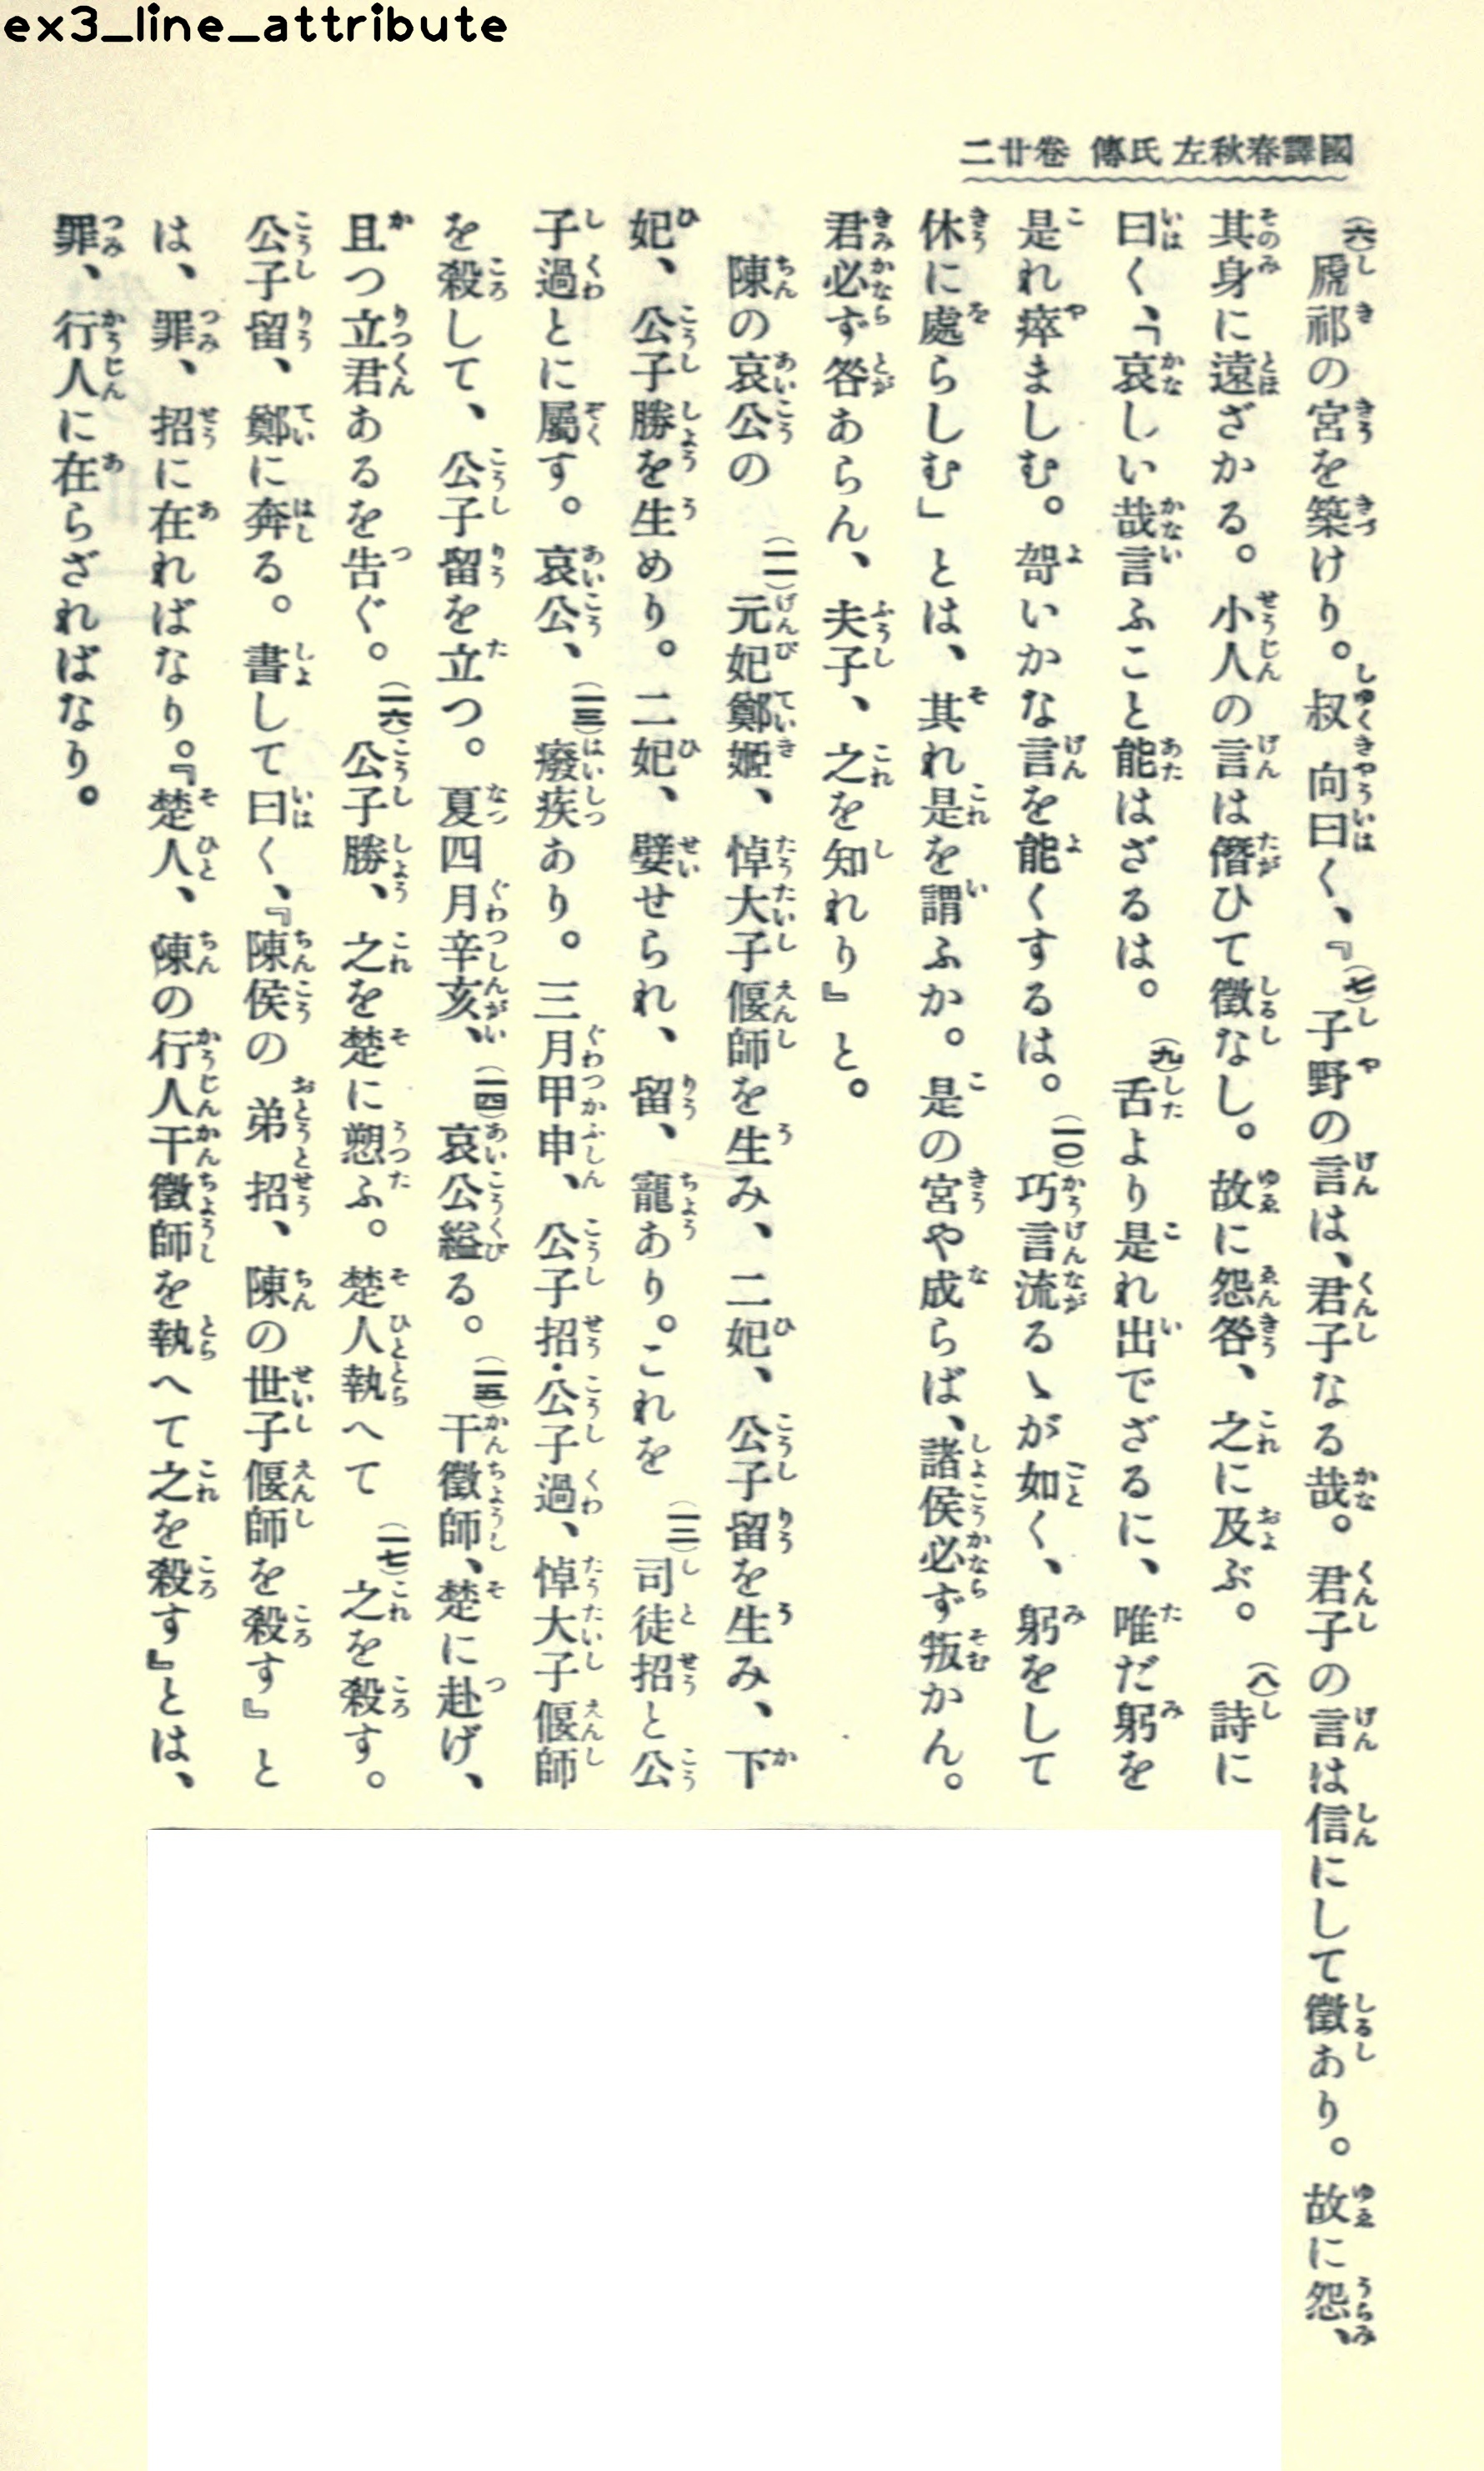 ex3_line_attribute
國譯春秋左氏傳卷廿二
(六)虒祁の宮を築けり。叔向曰く、『(七)子野の言は、君子なる哉。君子の言は信にして徵あり。故に怨、
其身に遠ざかる。小人の言は僭ひて徵なし。故に怨咎、之に及ぶ。(八)詩に
曰く、「哀しい哉言ふこと能はざるは。(九)舌より是れ出でざるに、唯だ躬を
是れ瘁ましむ。哿いかな言を能くするは。(一〇)巧言流るゝが如く、躬をして
休に處らしむ」とは、其れ是を謂ふか。是の宮や成らば、諸侯必ず叛かん。
君必ず咎あらん、夫子、之を知れり』と。
陳の哀公の(一一)元妃鄭姬、悼大子偃師を生み、二妃、公子留を生み、下
妃、公子勝を生めり。二妃、嬖せられ、留、寵あり。これを(一二)司徒招と公
子過とに屬す。哀公、(一三)廢疾あり。三月甲申、公子招・公子過、悼大子偃師
を殺して、公子留を立つ。夏四月辛亥、(一四)哀公縊る。(一五)干徵師、楚に赴げ、
且つ立君あるを告ぐ。(一六)公子勝、之を楚に愬ふ。楚人執へて(一七)之を殺す。
公子留、鄭に奔る。書して曰く、『陳侯の弟招、陳の世子偃師を殺す』と
は、罪、招に在ればなり。『楚人、陳の行人干徵師を執へて之を殺す』とは、
罪、行人に在らざればなり。